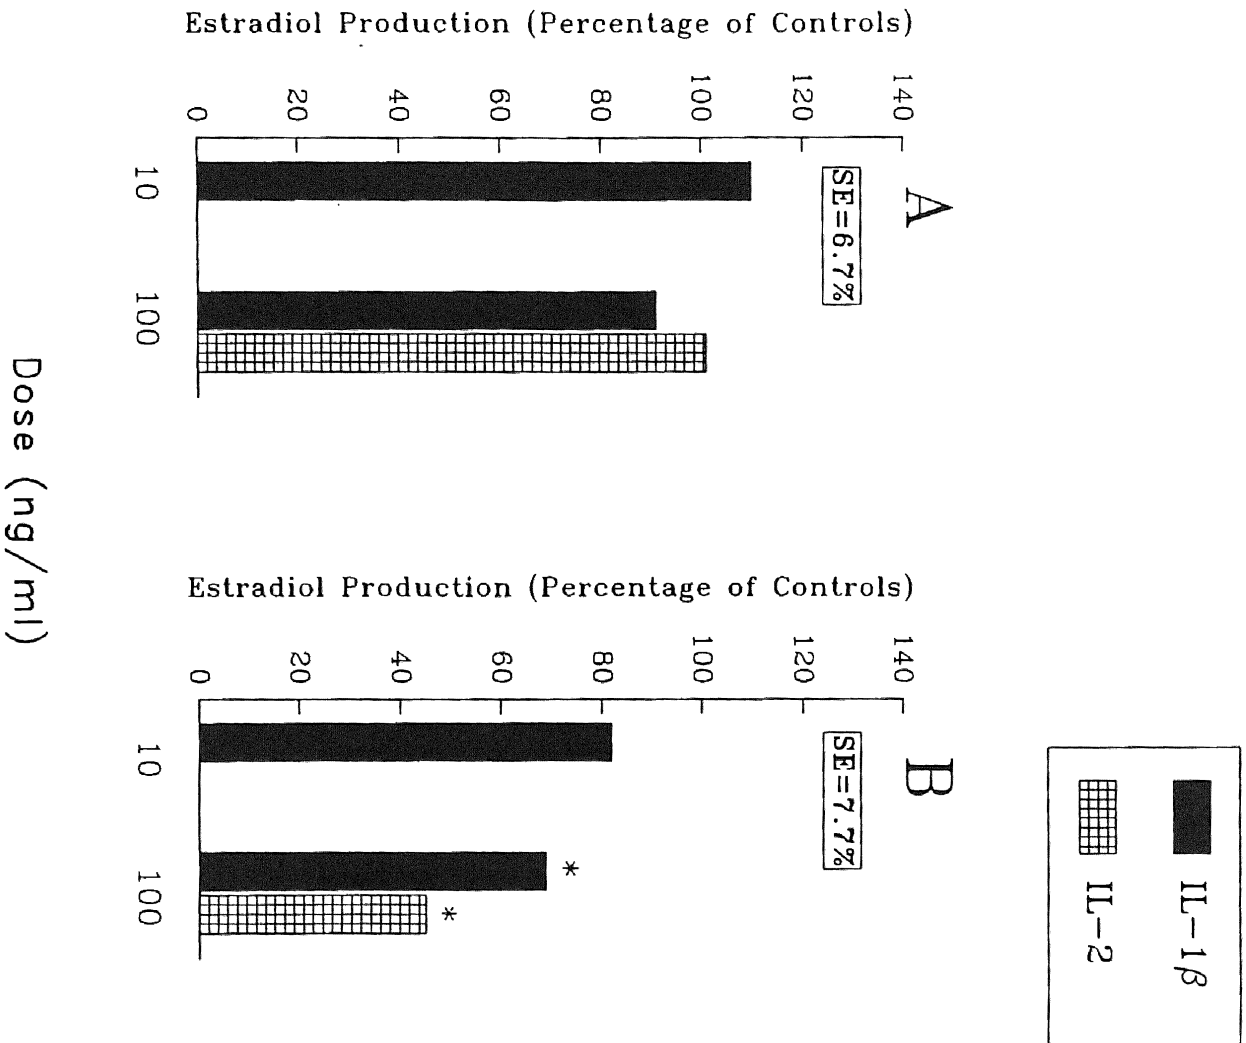 IL-1β
IL-2
A
SE=6.7%
Estradiol Production (Percentage of Controls)
140
120
100
80
60
40
20
0
10
100
B
SE=7.7%
Estradiol Production (Percentage of Controls)
140
120
100
80
60
40
20
0
10
100
*
*
Dose (ng/ml)